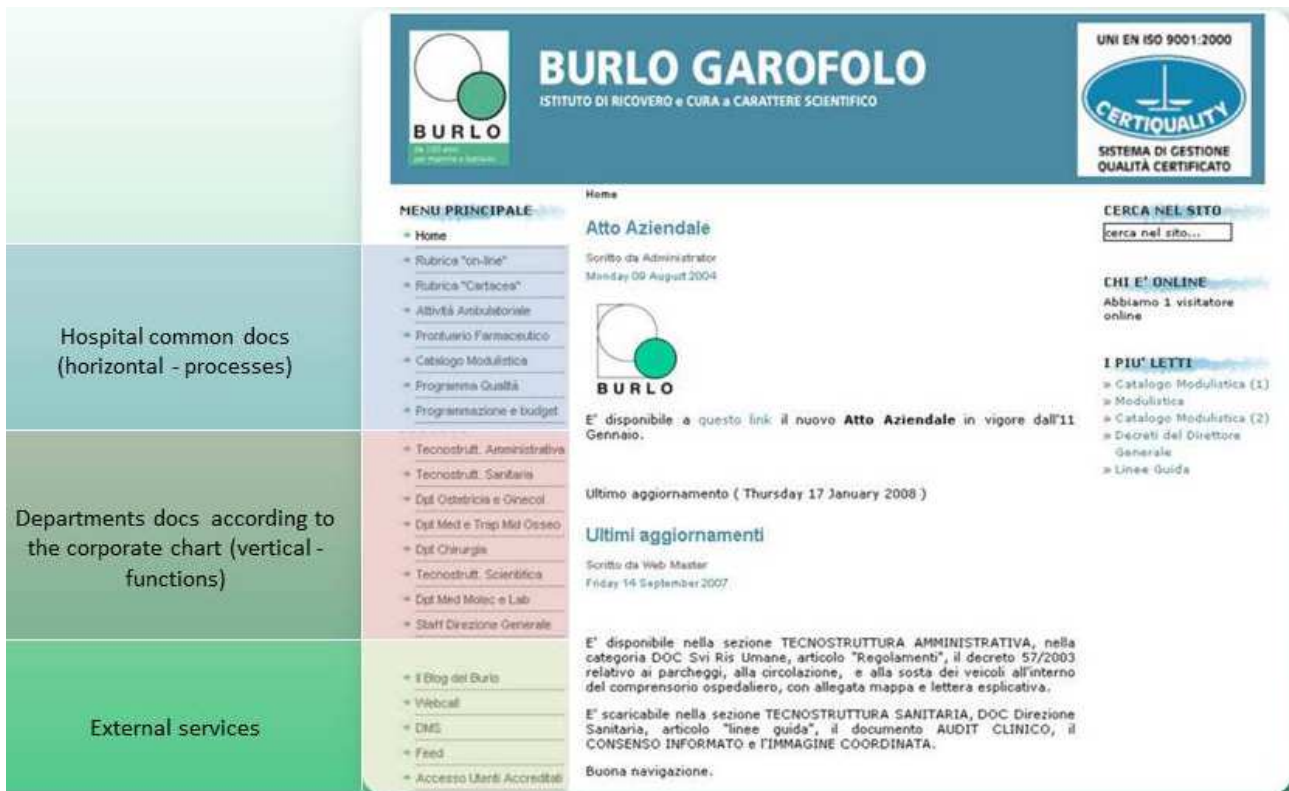 BURLO
da 150 anni
per mamme e bambini
BURLO GAROFOLO
ISTITUTO DI RICOVERO e CURA a CARATTERE SCIENTIFICO
UNI EN ISO 9001:2000
CERTIQUALITY
SISTEMA DI GESTIONE
QUALITÀ CERTIFICATO
Hospital common docs
(horizontal - processes)
Departments docs according to
the corporate chart (vertical -
functions)
External services
MENU PRINCIPALE
Home
Rubrica "on-line"
Rubrica "Cartacea"
Attività Ambulatoriale
Prontuario Farmaceutico
Catalogo Modulistica
Programma Qualità
Programmazione e budget
Tecnostrutt. Amministrativa
Tecnostrutt. Sanitaria
Dpt Ostetricia e Ginecol
Dpt Med e Trap Mid Osseo
Dpt Chirurgia
Tecnostrutt. Scientifica
Dpt Med Molec e Lab
Staff Direzione Generale
Il Blog del Burlo
Webcall
DMS
Feed
Accesso Utenti Accreditati
Home
Atto Aziendale
Scritto da Administrator
Monday 09 August 2004
BURLO
E' disponibile a questo link il nuovo Atto Aziendale in vigore dall'11
Gennaio.
Ultimo aggiornamento ( Thursday 17 January 2008 )
Ultimi aggiornamenti
Scritto da Web Master
Friday 14 September 2007
E' disponibile nella sezione TECNOSTRUTTURA AMMINISTRATIVA, nella
categoria DOC Svi Ris Umane, articolo "Regolamenti", il decreto 57/2003
relativo ai parcheggi, alla circolazione, e alla sosta dei veicoli all'interno
del comprensorio ospedaliero, con allegata mappa e lettera esplicativa.
E' scaricabile nella sezione TECNOSTRUTTURA SANITARIA, DOC Direzione
Sanitaria, articolo "linee guida", il documento AUDIT CLINICO, il
CONSENSO INFORMATO e l'IMMAGINE COORDINATA.
Buona navigazione.
CERCA NEL SITO
cerca nel sito...
CHI E' ONLINE
Abbiamo 1 visitatore
online
I PIU' LETTI
» Catalogo Modulistica (1)
» Modulistica
» Catalogo Modulistica (2)
» Decreti del Direttore
Generale
» Linee Guida